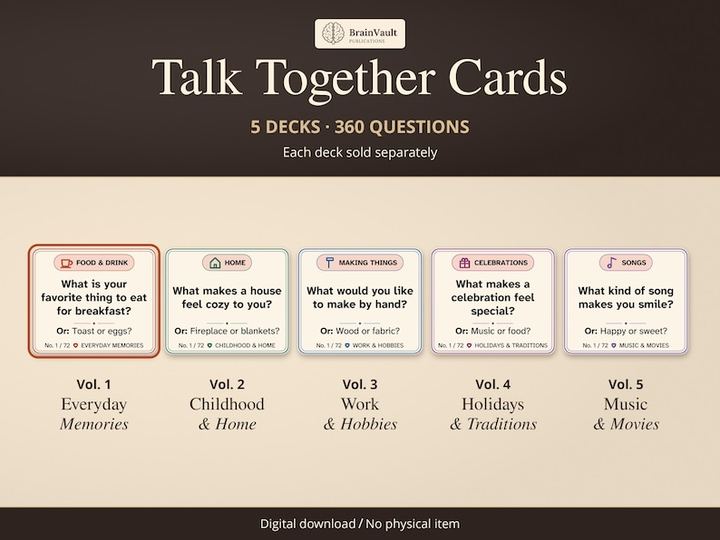 BrainVault
PUBLICATIONS
Talk Together Cards
5 DECKS · 360 QUESTIONS
Each deck sold separately
FOOD & DRINK
What is your
favorite thing to eat
for breakfast?
Or: Toast or eggs?
No. 1 / 72 EVERYDAY MEMORIES
HOME
What makes a house
feel cozy to you?
Or: Fireplace or blankets?
No. 1 / 72 CHILDHOOD & HOME
MAKING THINGS
What would you like
to make by hand?
Or: Wood or fabric?
No. 1 / 72 WORK & HOBBIES
CELEBRATIONS
What makes a
celebration feel
special?
Or: Music or food?
No. 1 / 72 HOLIDAYS & TRADITIONS
SONGS
What kind of song
makes you smile?
Or: Happy or sweet?
No. 1 / 72 MUSIC & MOVIES
Vol. 1
Everyday
Memories
Vol. 2
Childhood
& Home
Vol. 3
Work
& Hobbies
Vol. 4
Holidays
& Traditions
Vol. 5
Music
& Movies
Digital download / No physical item